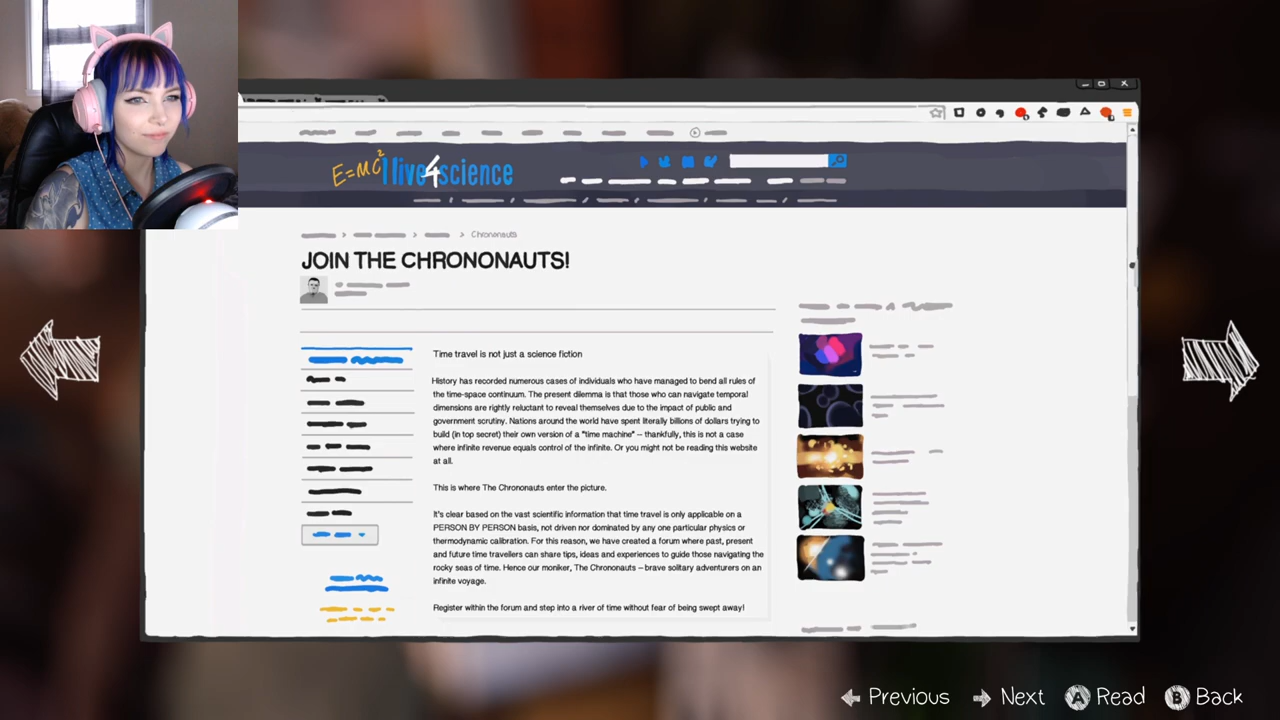 E=MC2 I live4science
Chrononauts
JOIN THE CHRONONAUTS!
Time travel is not just a science fiction
History has recorded numerous cases of individuals who have managed to bend all rules of
the time-space continuum. The present dilemma is that those who can navigate temporal
dimensions are rightly reluctant to reveal themselves due to the impact of public and
government scrutiny. Nations around the world have spent literally billions of dollars trying to
build (in top secret) their own version of a "time machine" -- thankfully, this is not a case
where infinite revenue equals control of the infinite. Or you might not be reading this website
at all.
This is where The Chrononauts enter the picture.
It's clear based on the vast scientific information that time travel is only applicable on a
PERSON BY PERSON basis, not driven nor dominated by any one particular physics or
thermodynamic calibration. For this reason, we have created a forum where past, present
and future time travellers can share tips, ideas and experiences to guide those navigating the
rocky seas of time. Hence our moniker, The Chrononauts – brave solitary adventurers on an
infinite voyage.
Register within the forum and step into a river of time without fear of being swept away!
Previous Next A Read B Back